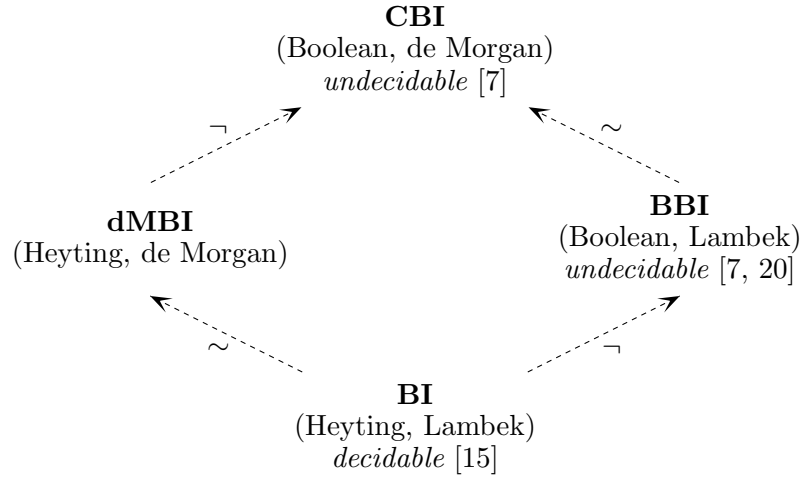 CBI
(Boolean, de Morgan)
undecidable [7]
¬
∼
dMBI
(Heyting, de Morgan)
BBI
(Boolean, Lambek)
undecidable [7, 20]
∼
¬
BI
(Heyting, Lambek)
decidable [15]